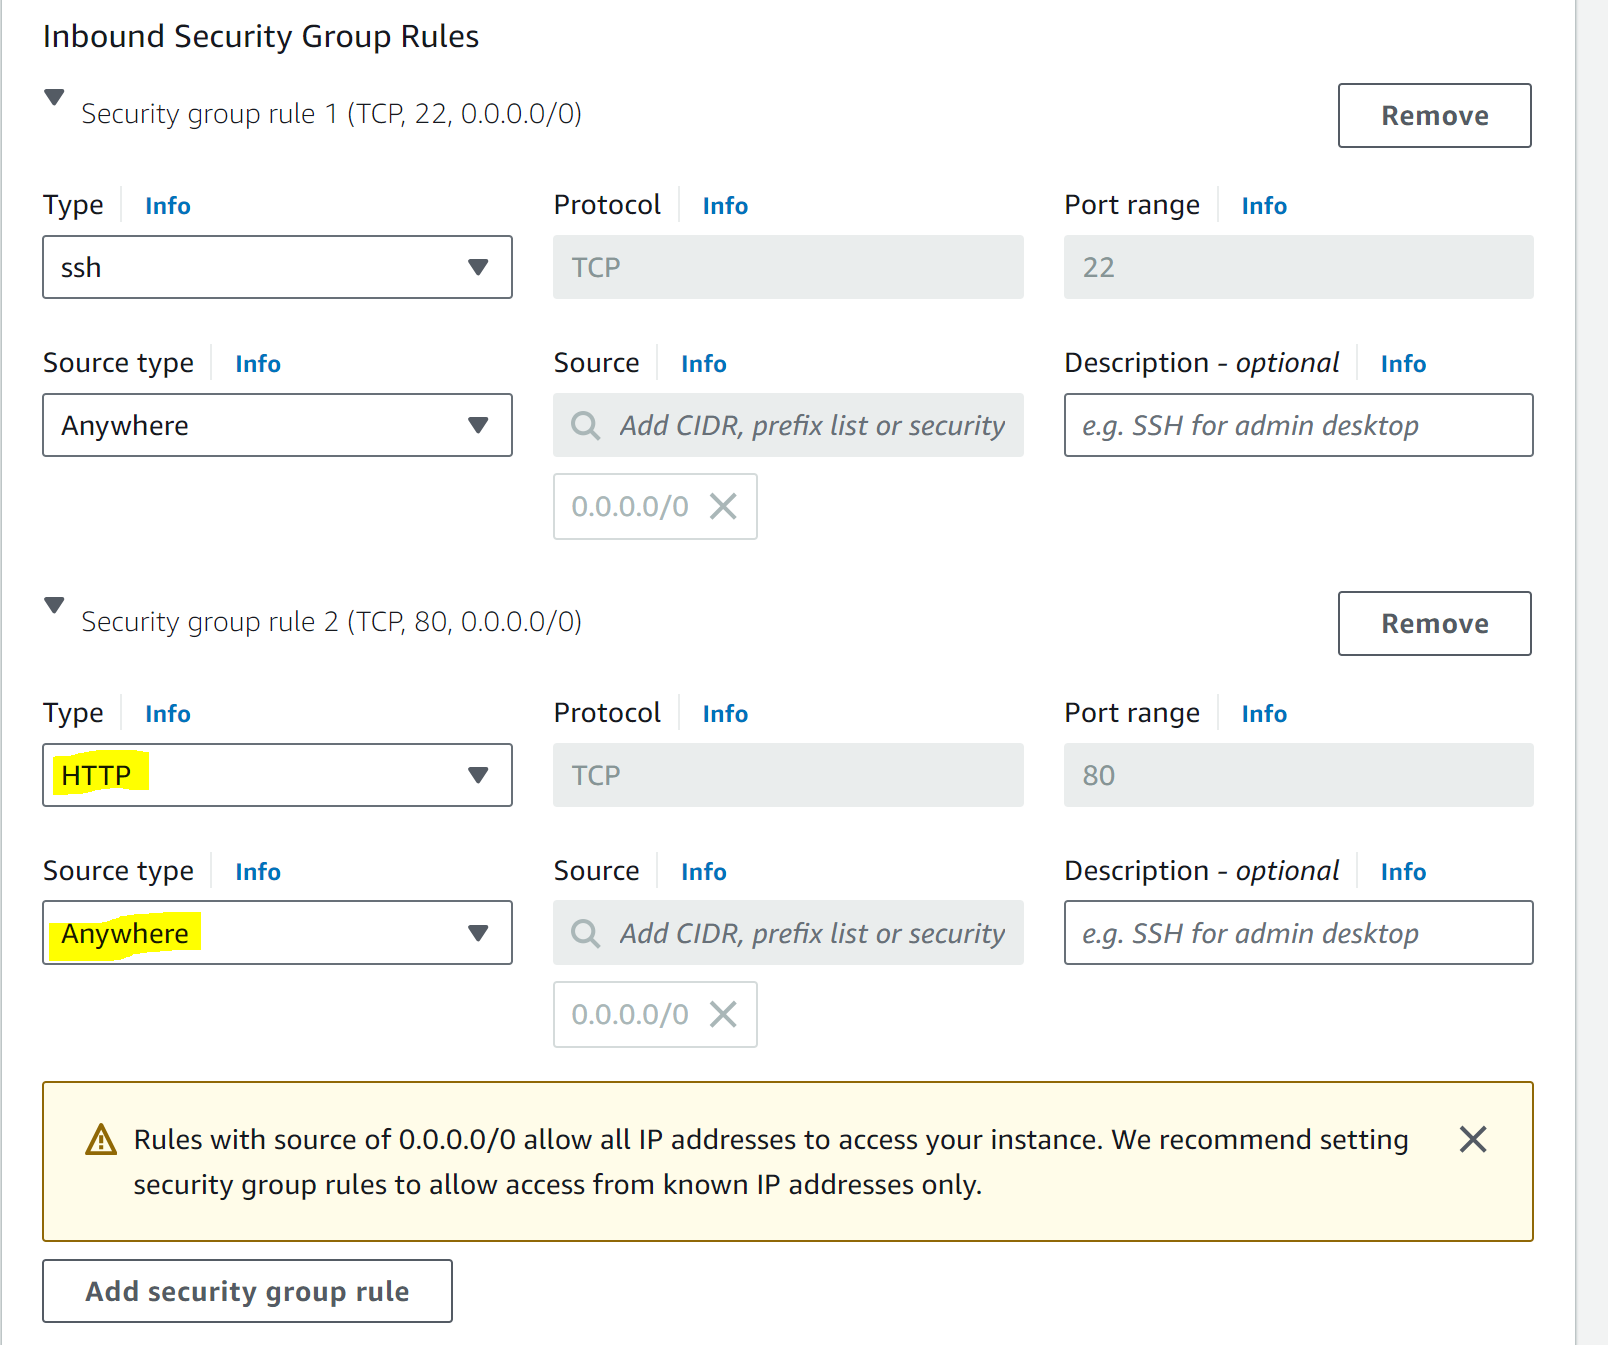 Inbound Security Group Rules
Security group rule 1 (TCP, 22, 0.0.0.0/0)
Remove
Type Info
Protocol Info
Port range Info
ssh
TCP
22
Source type Info
Source Info
Description - optional Info
Anywhere
Add CIDR, prefix list or security
e.g. SSH for admin desktop
0.0.0.0/0
Security group rule 2 (TCP, 80, 0.0.0.0/0)
Remove
Type Info
Protocol Info
Port range Info
HTTP
TCP
80
Source type Info
Source Info
Description - optional Info
Anywhere
Add CIDR, prefix list or security
e.g. SSH for admin desktop
0.0.0.0/0
Rules with source of 0.0.0.0/0 allow all IP addresses to access your instance. We recommend setting
security group rules to allow access from known IP addresses only.
Add security group rule